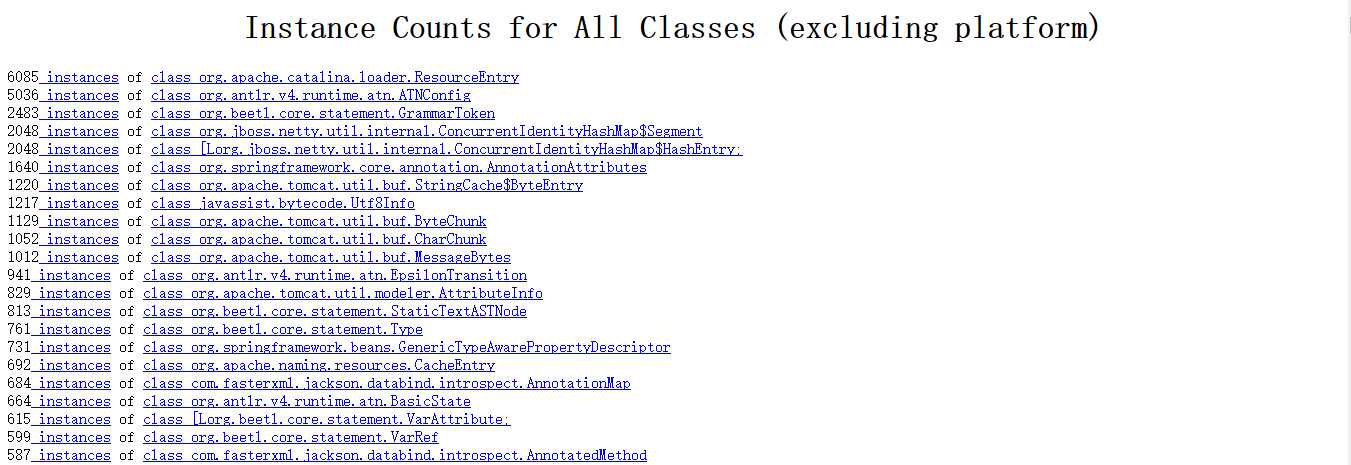 Instance Counts for All Classes (excluding platform)
6085 instances of class org.apache.catalina.loader.ResourceEntry
5036 instances of class org.antlr.v4.runtime.atn.ATNConfig
2483 instances of class org.beetl.core.statement.GrammarToken
2048 instances of class org.jboss.netty.util.internal.ConcurrentIdentityHashMap$Segment
2048 instances of class [Lorg.jboss.netty.util.internal.ConcurrentIdentityHashMap$HashEntry;
1640 instances of class org.springframework.core.annotation.AnnotationAttributes
1220 instances of class org.apache.tomcat.util.buf.StringCache$ByteEntry
1217 instances of class javassist.bytecode.Utf8Info
1129 instances of class org.apache.tomcat.util.buf.ByteChunk
1052 instances of class org.apache.tomcat.util.buf.CharChunk
1012 instances of class org.apache.tomcat.util.buf.MessageBytes
941 instances of class org.antlr.v4.runtime.atn.EpsilonTransition
829 instances of class org.apache.tomcat.util.modeler.AttributeInfo
813 instances of class org.beetl.core.statement.StaticTextASTNode
761 instances of class org.beetl.core.statement.Type
731 instances of class org.springframework.beans.GenericTypeAwarePropertyDescriptor
692 instances of class org.apache.naming.resources.CacheEntry
684 instances of class com.fasterxml.jackson.databind.introspect.AnnotationMap
664 instances of class org.antlr.v4.runtime.atn.BasicState
615 instances of class [Lorg.beetl.core.statement.VarAttribute;
599 instances of class org.beetl.core.statement.VarRef
587 instances of class com.fasterxml.jackson.databind.introspect.AnnotatedMethod